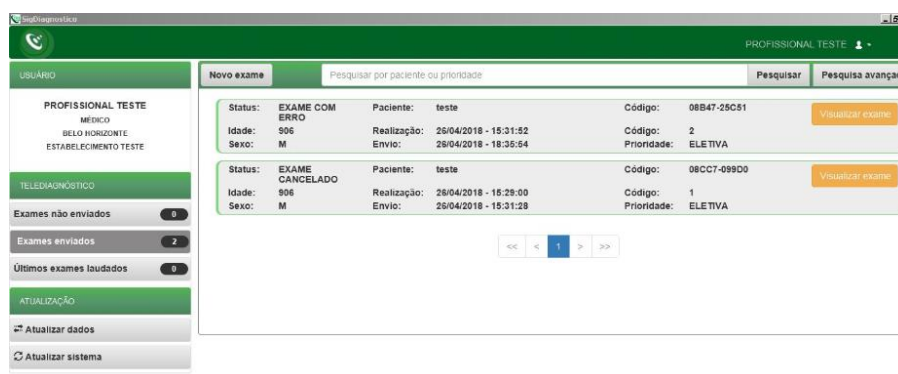 SigDiagnostico
PROFISSIONAL TESTE
USUÁRIO
PROFISSIONAL TESTE
MÉDICO
BELO HORIZONTE
ESTABELECIMENTO TESTE
TELEDIAGNÓSTICO
Exames não enviados 0
Exames enviados 2
Últimos exames laudados 0
ATUALIZAÇÃO
Atualizar dados
Atualizar sistema
Novo exame Pesquisar por paciente ou prioridade Pesquisar Pesquisa avança
Status: EXAME COM ERRO Paciente: teste Código: 08B47-25C51 Visualizar exame
Idade: 906 Realização: 26/04/2018 - 15:31:52 Código: 2
Sexo: M Envio: 26/04/2018 - 18:35:54 Prioridade: ELETIVA
Status: EXAME CANCELADO Paciente: teste Código: 08CC7-099D0 Visualizar exame
Idade: 906 Realização: 26/04/2018 - 15:29:00 Código: 1
Sexo: M Envio: 26/04/2018 - 15:31:28 Prioridade: ELETIVA
<< < 1 > >>